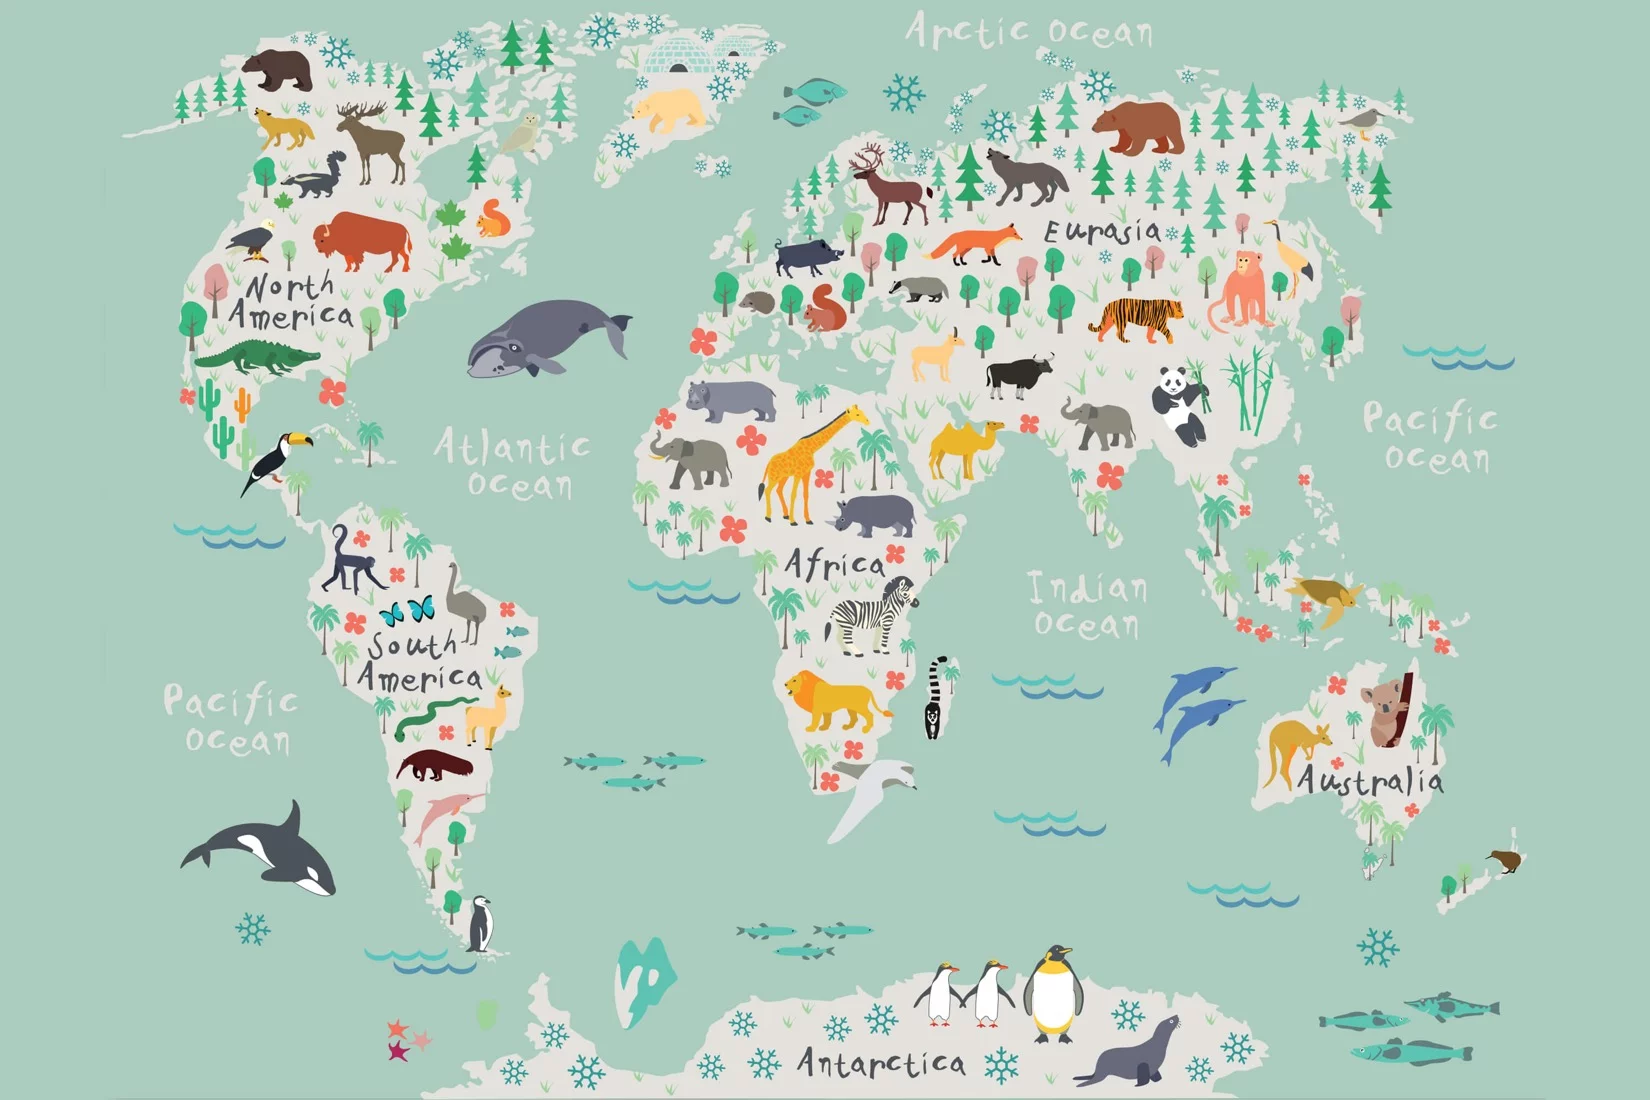 Arctic ocean
Eurasia
North
America
Atlantic
ocean
Pacific
ocean
Africa
Indian
ocean
South
America
Pacific
ocean
Australia
Antarctica